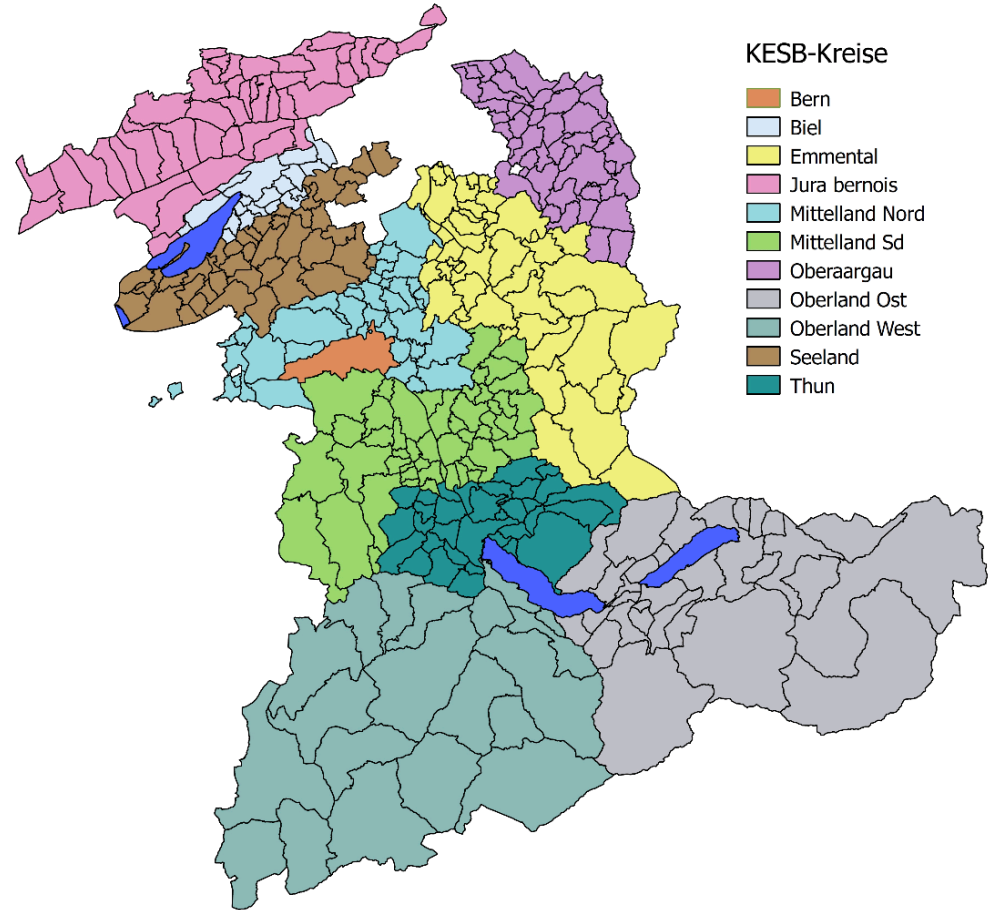 KESB-Kreise
Bern
Biel
Emmental
Jura bernois
Mittelland Nord
Mittelland Sd
Oberaargau
Oberland Ost
Oberland West
Seeland
Thun